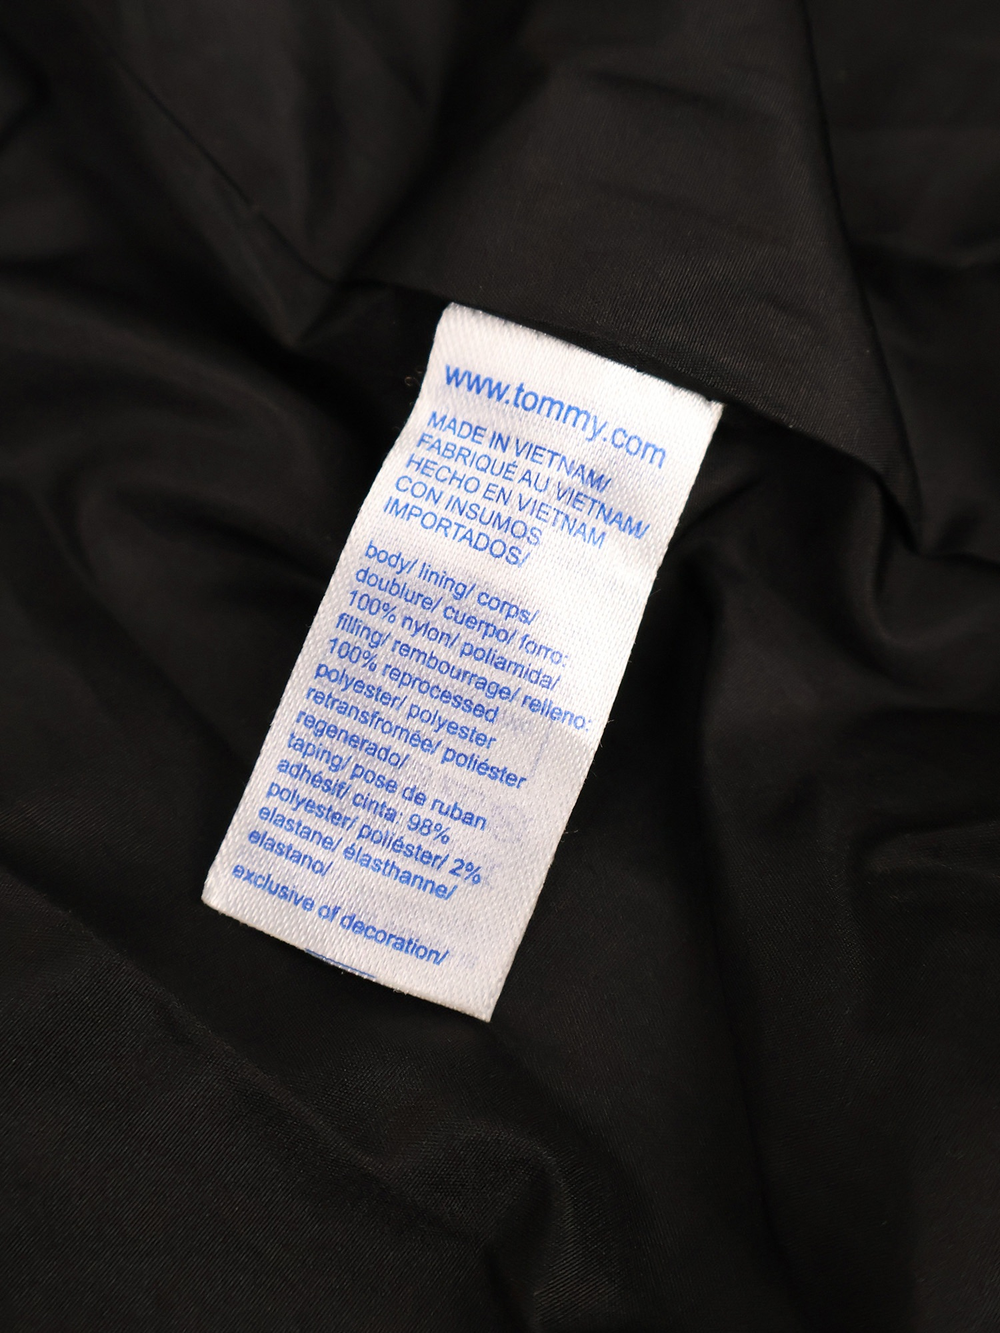 www.tommy.com
MADE IN VIETNAM/
FABRIQUÉ AU VIETNAM/
HECHO EN VIETNAM
CON INSUMOS
IMPORTADOS/
body/ lining/ corps/
doublure/ cuerpo/ forro:
100% nylon/ poliamida/
filling/ rembourrage/ relleno:
100% reprocessed
polyester/ polyester
retransfromée/ poliéster
regenerado/
taping/ pose de ruban
adhésif/ cinta: 98%
polyester/ poliéster/ 2%
elastane/ élasthanne/
elastano/
exclusive of decoration/